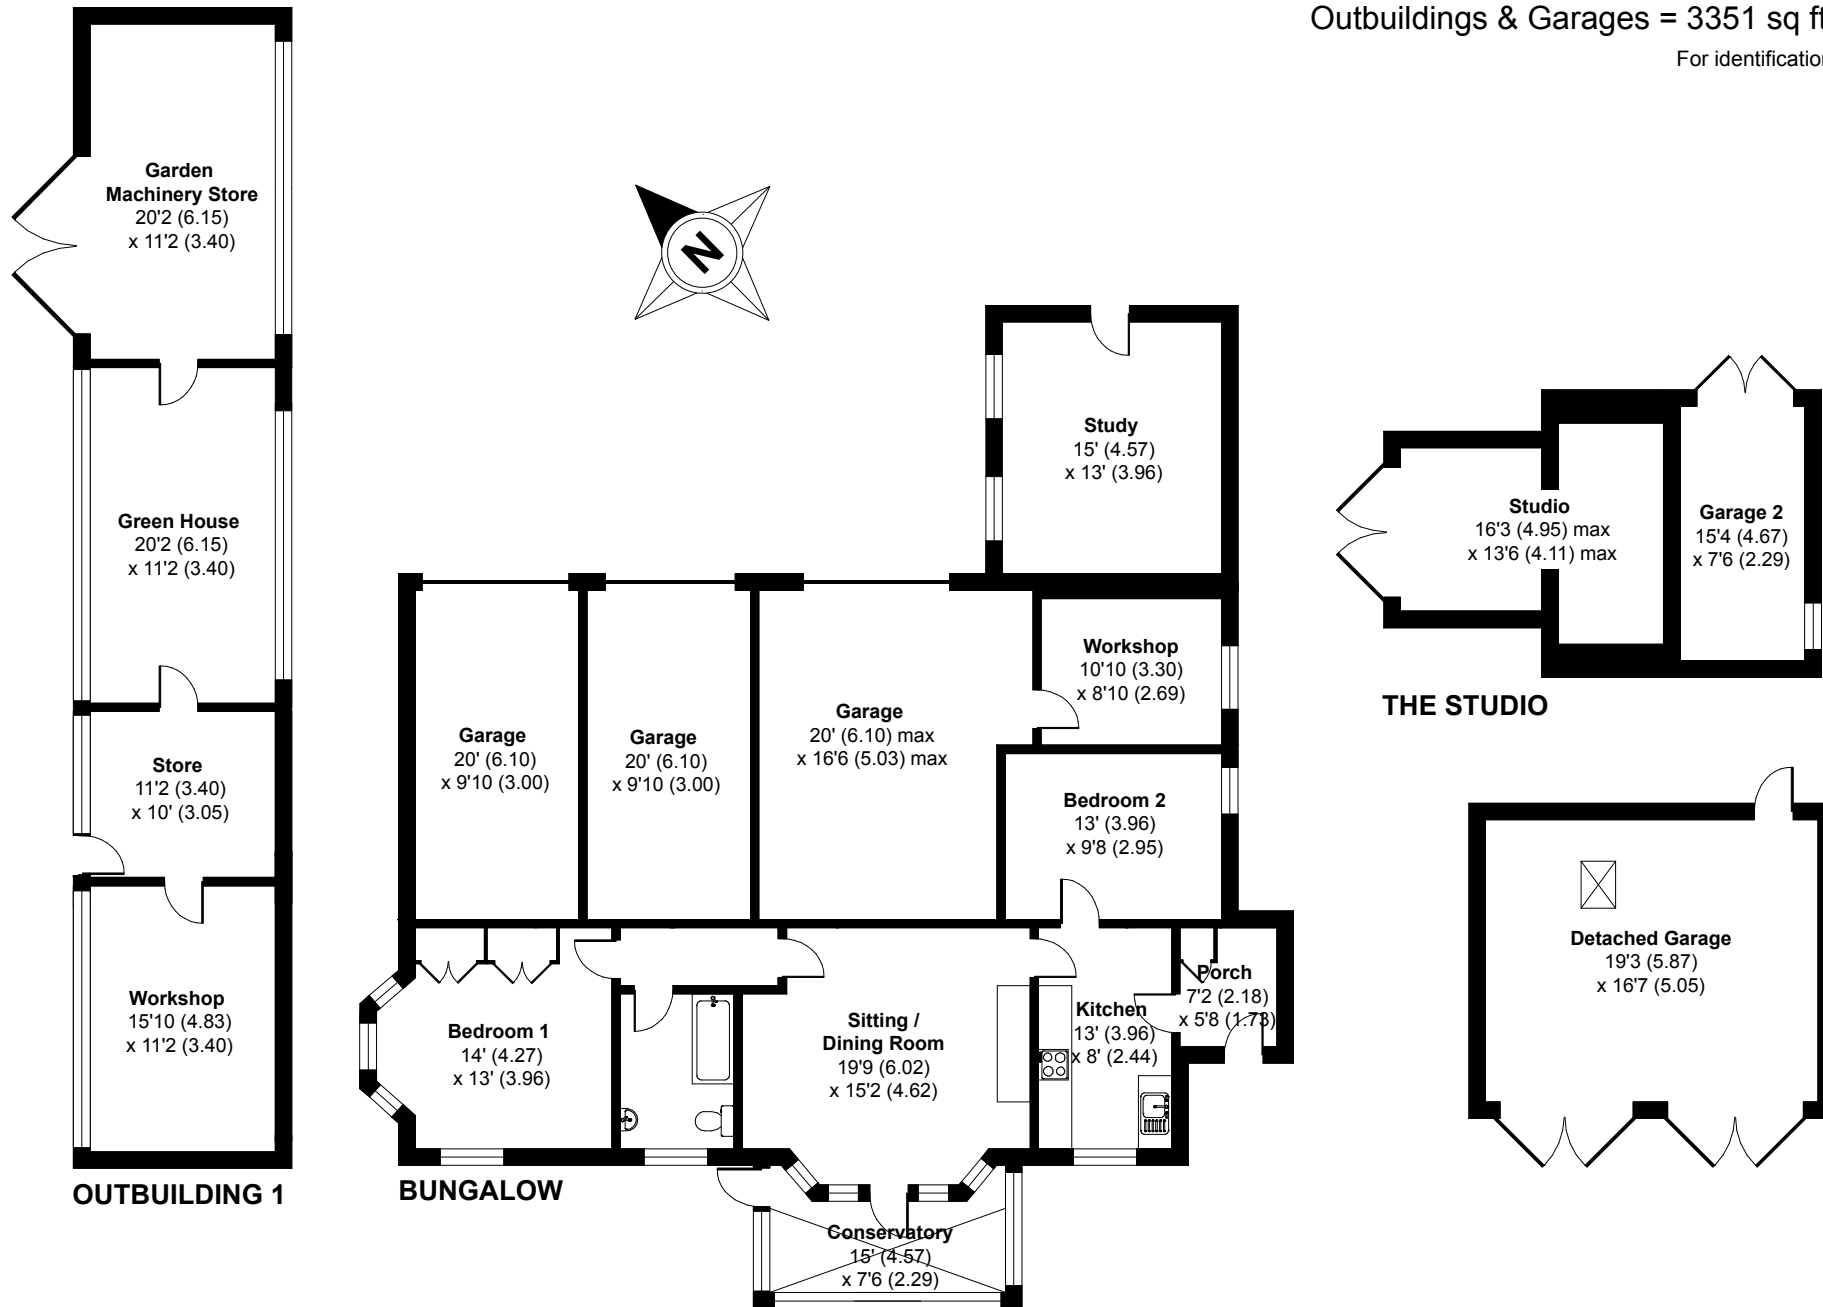 Outbuildings & Garages = 3351 sq ft
For identification
Garden
Machinery Store
20'2 (6.15)
x 11'2 (3.40)
N
Green House
20'2 (6.15)
x 11'2 (3.40)
Store
11'2 (3.40)
x 10' (3.05)
Workshop
15'10 (4.83)
x 11'2 (3.40)
OUTBUILDING 1
Study
15' (4.57)
x 13' (3.96)
Garage
20' (6.10)
x 9'10 (3.00)
Garage
20' (6.10)
x 9'10 (3.00)
Garage
20' (6.10) max
x 16'6 (5.03) max
Workshop
10'10 (3.30)
x 8'10 (2.69)
Bedroom 2
13' (3.96)
x 9'8 (2.95)
Bedroom 1
14' (4.27)
x 13' (3.96)
Sitting /
Dining Room
19'9 (6.02)
x 15'2 (4.62)
Kitchen
13' (3.96)
x 8' (2.44)
Porch
7'2 (2.18)
x 5'8 (1.73)
Conservatory
15' (4.57)
x 7'6 (2.29)
BUNGALOW
Studio
16'3 (4.95) max
x 13'6 (4.11) max
Garage 2
15'4 (4.67)
x 7'6 (2.29)
THE STUDIO
Detached Garage
19'3 (5.87)
x 16'7 (5.05)